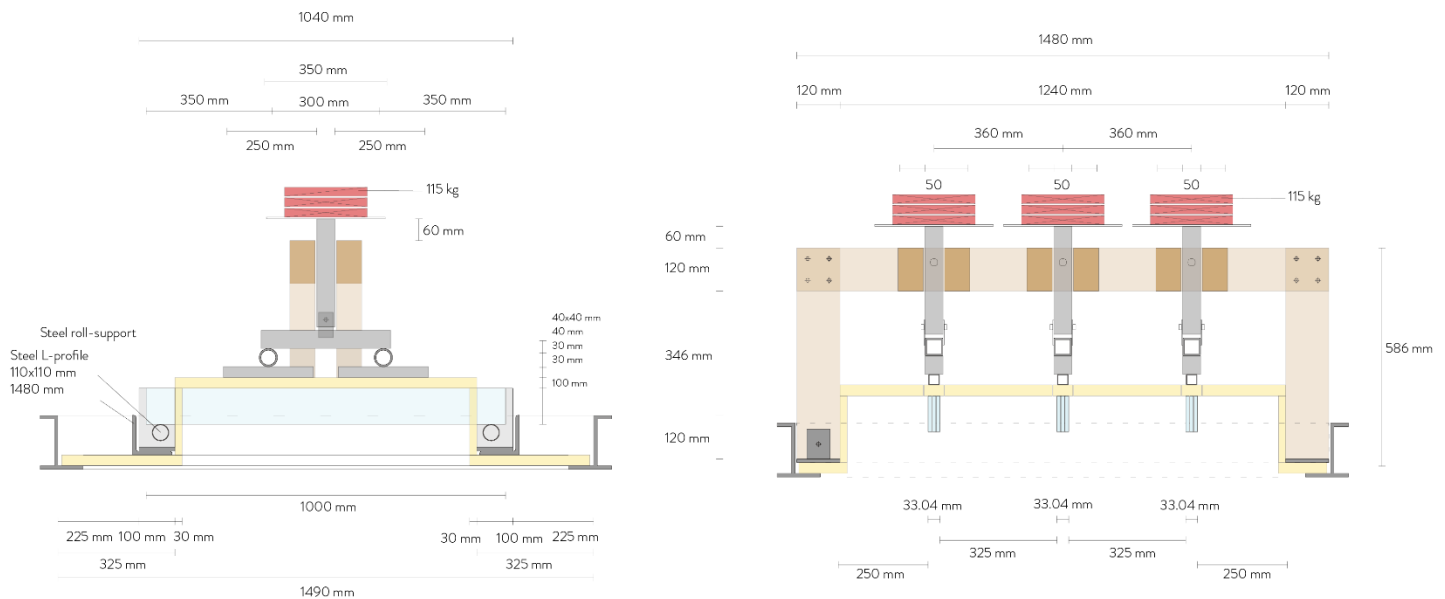 1040 mm
350 mm
350 mm
300 mm
350 mm
250 mm
250 mm
115 kg
60 mm
40x40 mm
40 mm
30 mm
30 mm
100 mm
Steel roll-support
Steel L-profile
110x110 mm
1480 mm
1000 mm
225 mm
100 mm
30 mm
30 mm
100 mm
225 mm
325 mm
325 mm
1490 mm
1480 mm
120 mm
1240 mm
120 mm
360 mm
360 mm
50
50
50
115 kg
60 mm
120 mm
346 mm
120 mm
586 mm
33.04 mm
33.04 mm
33.04 mm
325 mm
325 mm
250 mm
250 mm